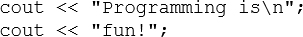 cout << "Programming is\n";
cout << "fun!";